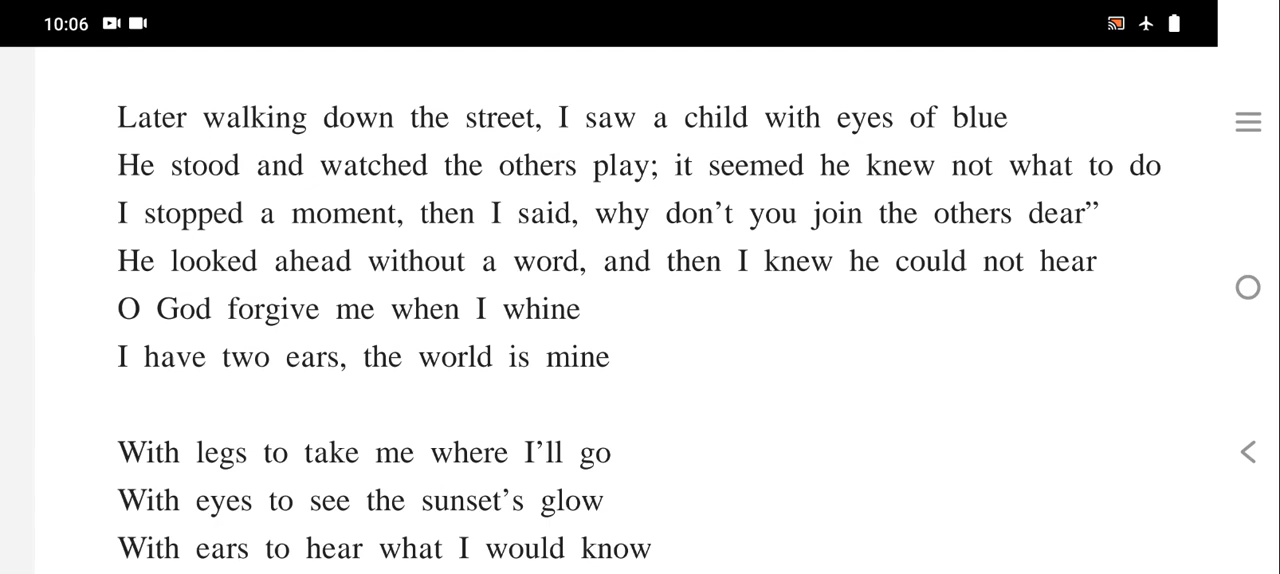 10:06
Later walking down the street, I saw a child with eyes of blue
He stood and watched the others play; it seemed he knew not what to do
I stopped a moment, then I said, why don’t you join the others dear”
He looked ahead without a word, and then I knew he could not hear
O God forgive me when I whine
I have two ears, the world is mine
With legs to take me where I’ll go
With eyes to see the sunset’s glow
With ears to hear what I would know